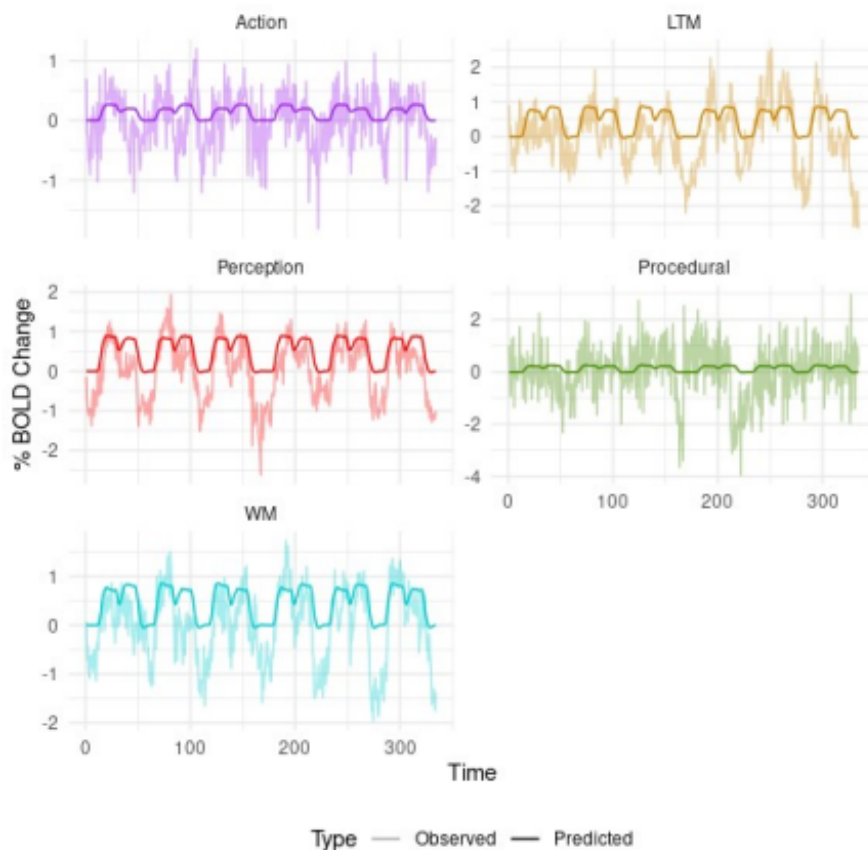 Action
LTM
1
0
-1
2
1
0
-1
-2
Perception
Procedural
2
1
0
-1
-2
2
0
-2
-4
0 100 200 300
WM
1
0
-1
-2
0 100 200 300
% BOLD Change
Time
Type Observed Predicted